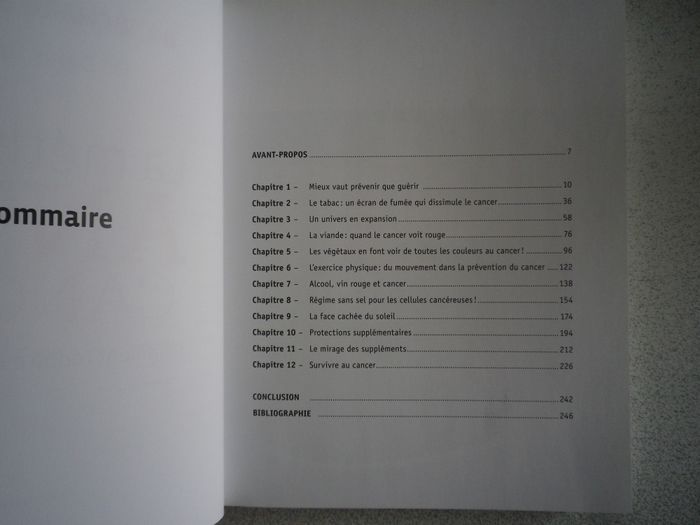 ommaire
AVANT-PROPOS 7
Chapitre 1 – Mieux vaut prévenir que guérir 10
Chapitre 2 – Le tabac : un écran de fumée qui dissimule le cancer 36
Chapitre 3 – Un univers en expansion 58
Chapitre 4 – La viande : quand le cancer voit rouge 76
Chapitre 5 – Les végétaux en font voir de toutes les couleurs au cancer ! 96
Chapitre 6 – L'exercice physique : du mouvement dans la prévention du cancer 122
Chapitre 7 – Alcool, vin rouge et cancer 138
Chapitre 8 – Régime sans sel pour les cellules cancéreuses ! 154
Chapitre 9 – La face cachée du soleil 174
Chapitre 10 – Protections supplémentaires 194
Chapitre 11 – Le mirage des suppléments 212
Chapitre 12 – Survivre au cancer 226
CONCLUSION 242
BIBLIOGRAPHIE 246